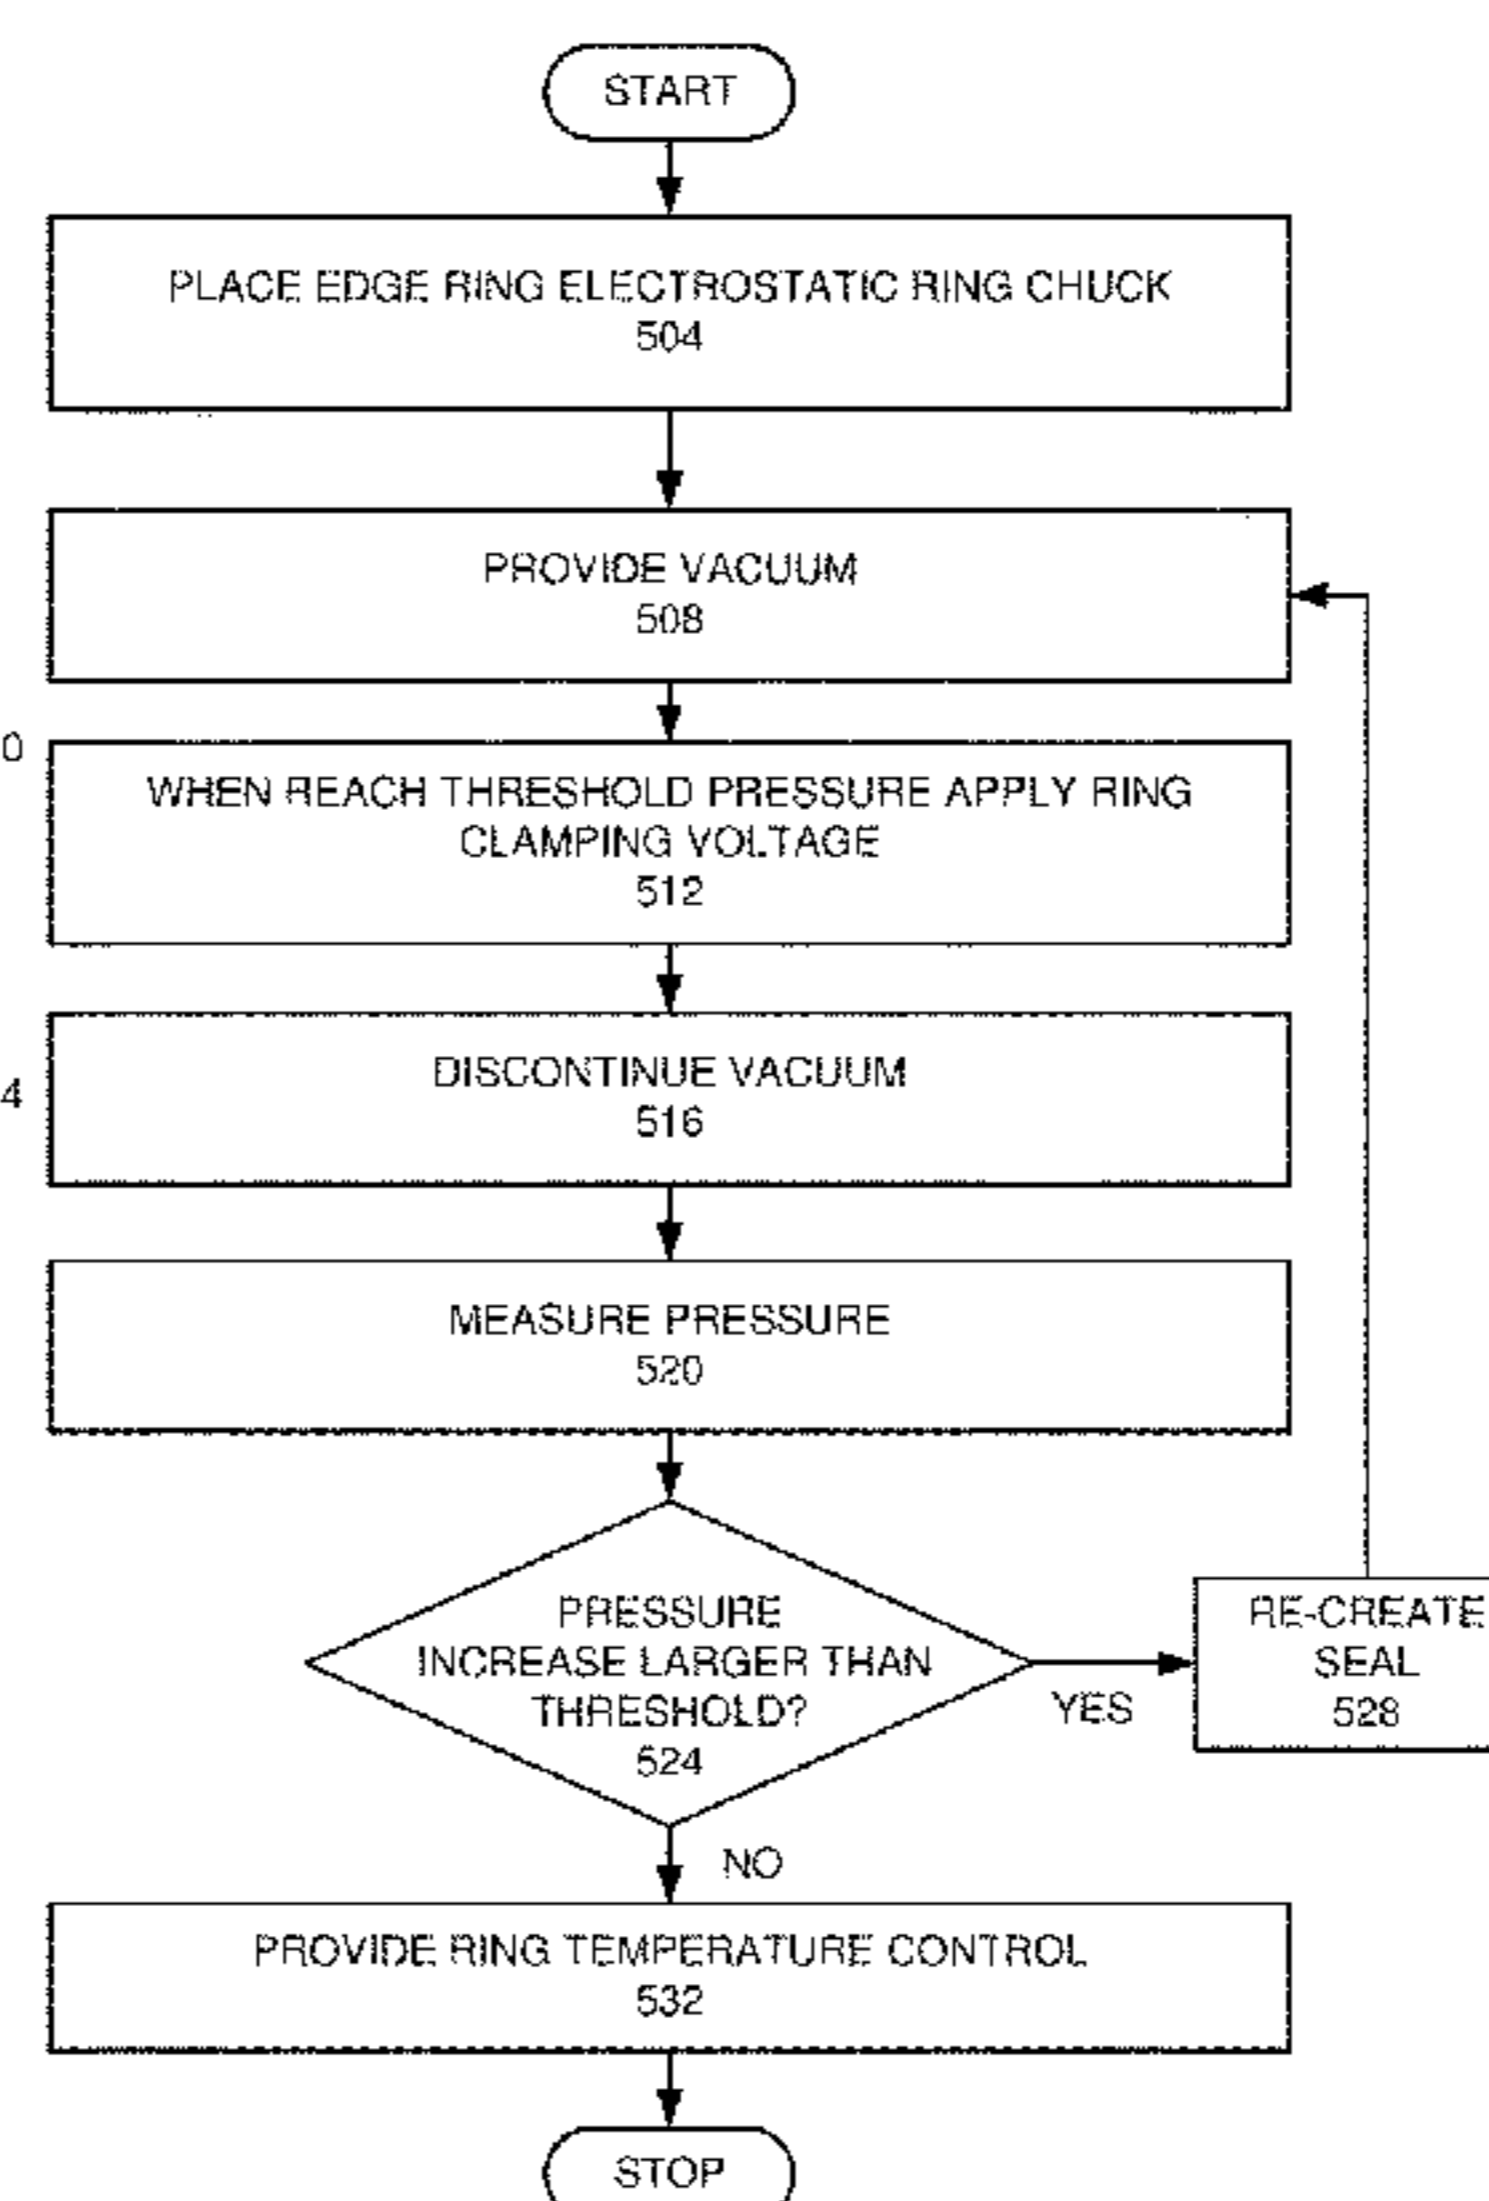 START
PLACE EDGE RING ELECTROSTATIC RING CHUCK
504
PROVIDE VACUUM
508
0
WHEN REACH THRESHOLD PRESSURE APPLY RING
CLAMPING VOLTAGE
512
DISCONTINUE VACUUM
4
516
MEASURE PRESSURE
520
PRESSURE
INCREASE LARGER THAN
THRESHOLD?
524
YES
RE-CREATE
SEAL
528
NO
PROVIDE RING TEMPERATURE CONTROL
532
STOP